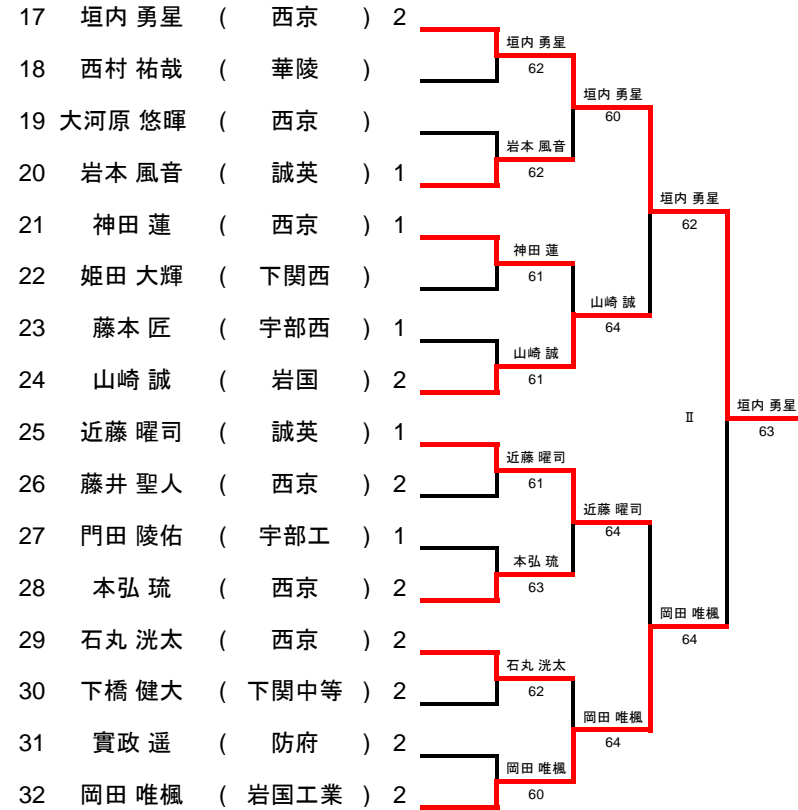 17 垣内 勇星 ( 西京 ) 2
18 西村 祐哉 ( 華陵 )
19 大河原 悠暉 ( 西京 )
20 岩本 風音 ( 誠英 ) 1
21 神田 蓮 ( 西京 ) 1
22 姫田 大輝 ( 下関西 )
23 藤本 匠 ( 宇部西 ) 1
24 山崎 誠 ( 岩国 ) 2
25 近藤 曜司 ( 誠英 ) 1
26 藤井 聖人 ( 西京 ) 2
27 門田 陵佑 ( 宇部工 ) 1
28 本弘 琉 ( 西京 ) 2
29 石丸 洸太 ( 西京 ) 2
30 下橋 健大 ( 下関中等 ) 2
31 實政 遥 ( 防府 ) 2
32 岡田 唯楓 ( 岩国工業 ) 2
垣内 勇星
62
岩本 風音
62
神田 蓮
61
山崎 誠
61
近藤 曜司
61
本弘 琉
63
石丸 洸太
62
岡田 唯楓
60
垣内 勇星
60
山崎 誠
64
近藤 曜司
64
岡田 唯楓
64
垣内 勇星
62
岡田 唯楓
64
Ⅱ
垣内 勇星
63